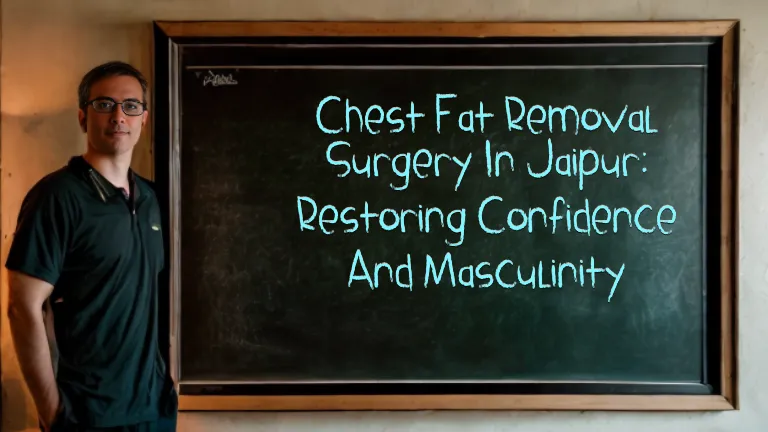 Chest Fat Removal
Surgery In Jaipur:
Restoring Confidence
And Masculinity